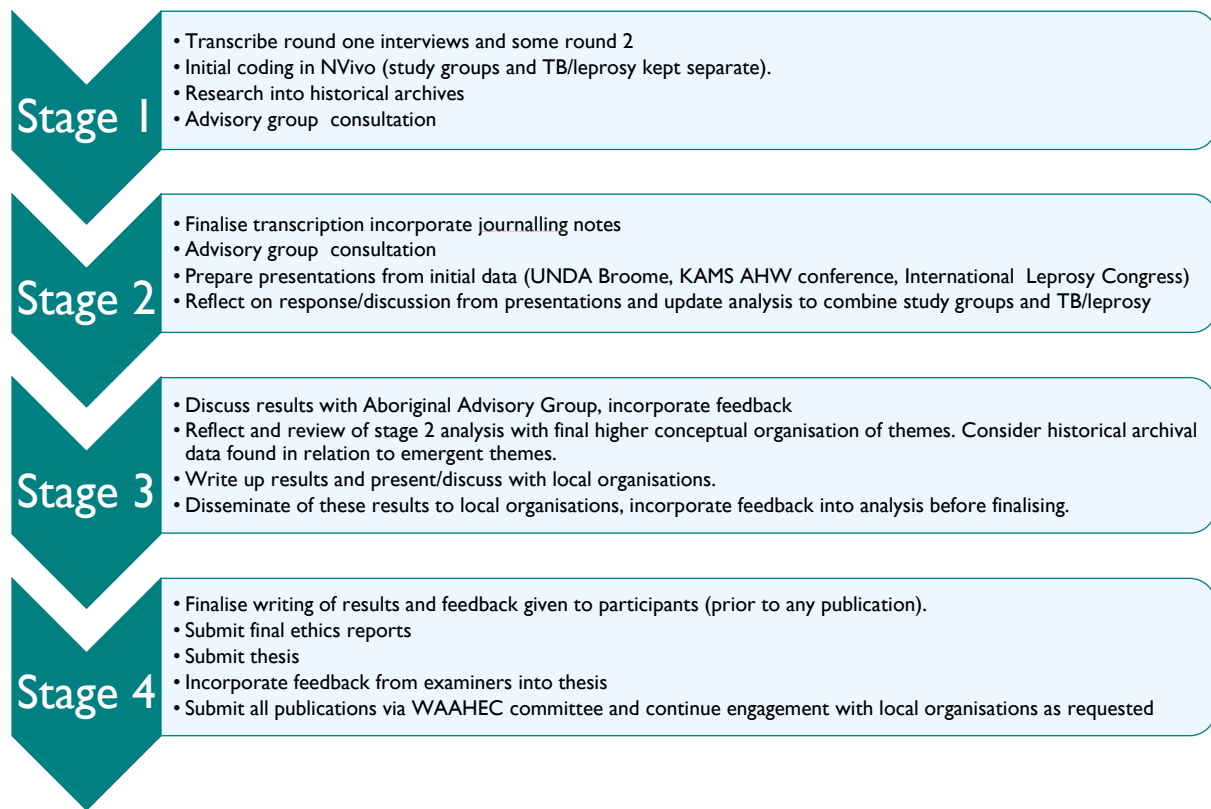 Stage 1
• Transcribe round one interviews and some round 2
• Initial coding in NVivo (study groups and TB/leprosy kept separate).
• Research into historical archives
• Advisory group  consultation
Stage 2
• Finalise transcription incorporate journalling notes
• Advisory group  consultation
• Prepare presentations from initial data (UNDA Broome, KAMS AHW conference, International  Leprosy Congress)
• Reflect on response/discussion from presentations and update analysis to combine study groups and TB/leprosy
Stage 3
• Discuss results with Aboriginal Advisory Group, incorporate feedback
• Reflect and review of stage 2 analysis with final higher conceptual organisation of themes. Consider historical archival
data found in relation to emergent themes.
• Write up results and present/discuss with local organisations.
• Disseminate of these results to local organisations, incorporate feedback into analysis before finalising.
Stage 4
• Finalise writing of results and feedback given to participants (prior to any publication).
• Submit final ethics reports
• Submit thesis
• Incorporate feedback from examiners into thesis
• Submit all publications via WAAHEC committee and continue engagement with local organisations as requested